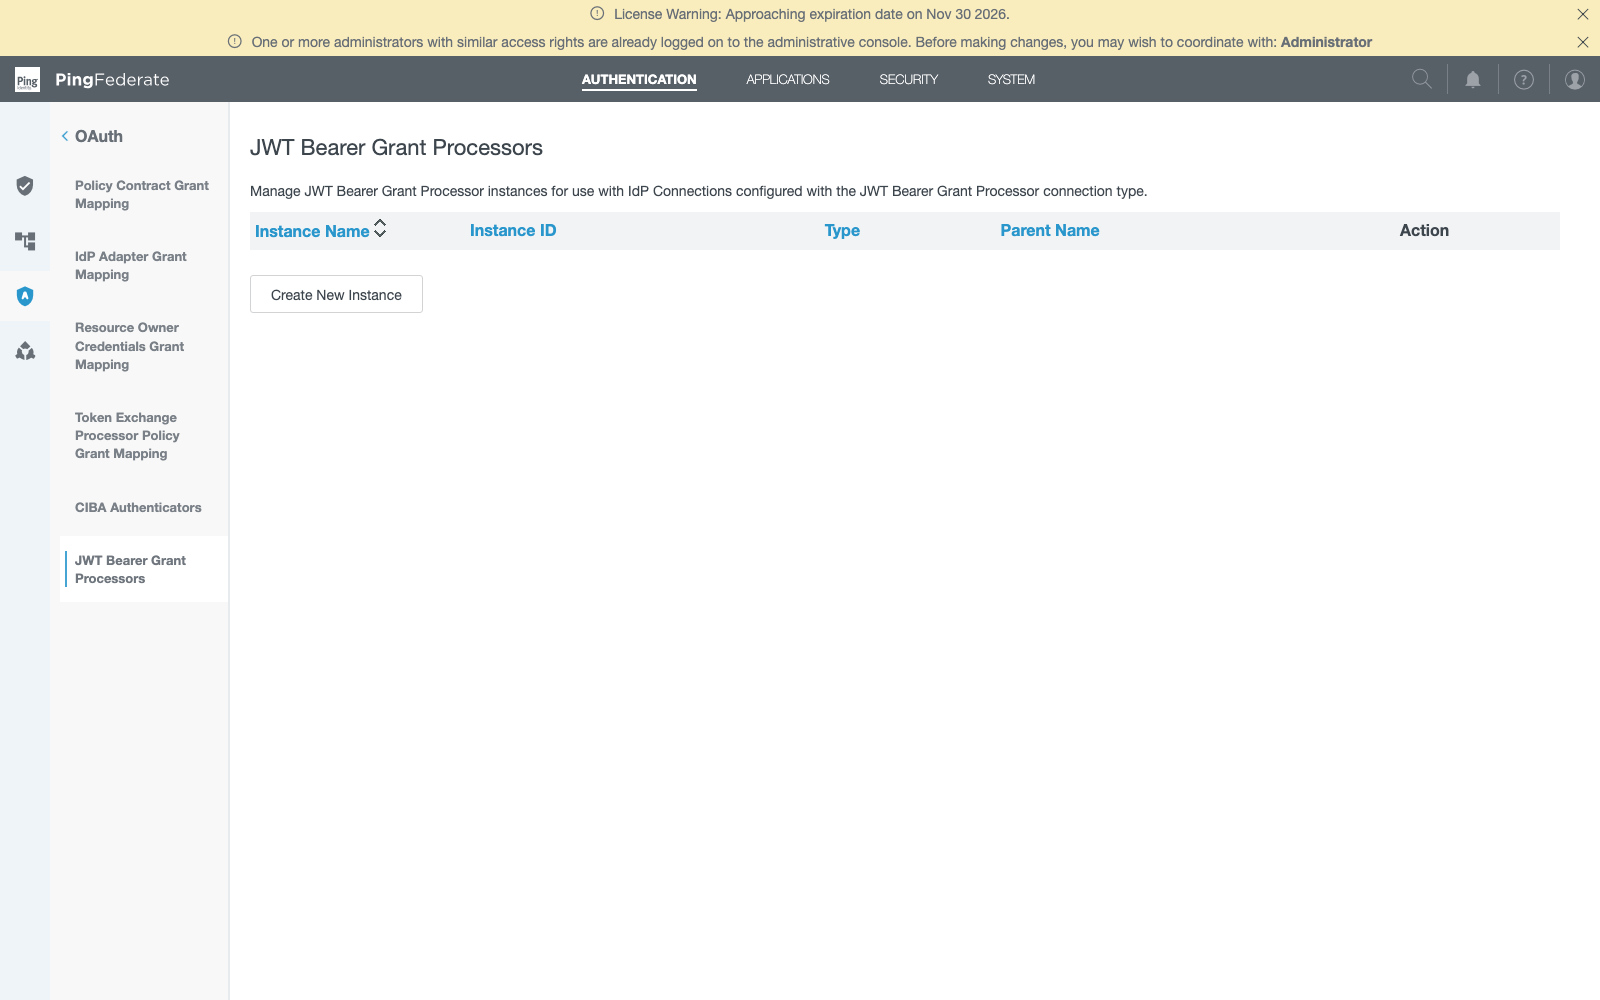 License Warning: Approaching expiration date on Nov 30 2026.
One or more administrators with similar access rights are already logged on to the administrative console. Before making changes, you may wish to coordinate with: Administrator
Ping
PingFederate
AUTHENTICATION
APPLICATIONS
SECURITY
SYSTEM
OAuth
Policy Contract Grant
Mapping
IdP Adapter Grant
Mapping
Resource Owner
Credentials Grant
Mapping
Token Exchange
Processor Policy
Grant Mapping
CIBA Authenticators
JWT Bearer Grant
Processors
JWT Bearer Grant Processors
Manage JWT Bearer Grant Processor instances for use with IdP Connections configured with the JWT Bearer Grant Processor connection type.
Instance Name Instance ID Type Parent Name Action
Create New Instance